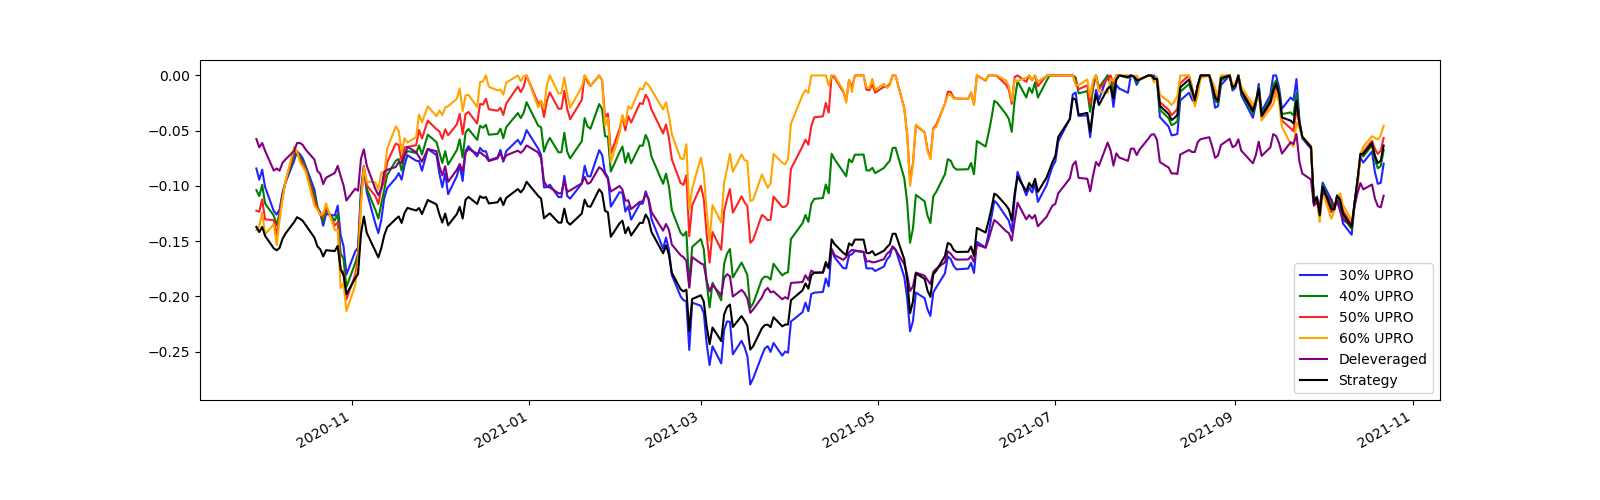 0.00
−0.05
−0.10
−0.15
−0.20
−0.25
30% UPRO
40% UPRO
50% UPRO
60% UPRO
Deleveraged
Strategy
2020-11
2021-01
2021-03
2021-05
2021-07
2021-09
2021-11